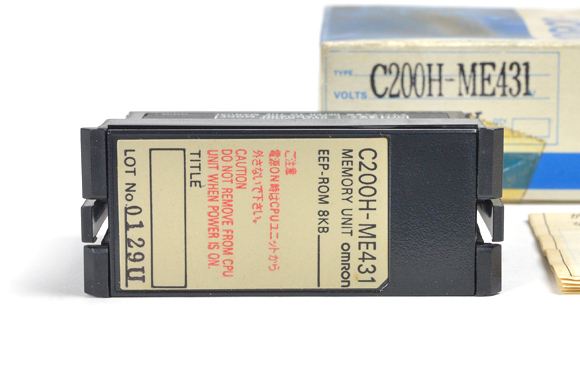 TYPE C200H-ME431
VOLTS
C200H-ME431
MEMORY UNIT omron
EEP-ROM 8KB
ご注意
電源ON時はCPUユニットから
外さないで下さい。
CAUTION
DO NOT REMOVE FROM CPU
UNIT WHEN POWER IS ON.
TITLE
LOT No. 0129U